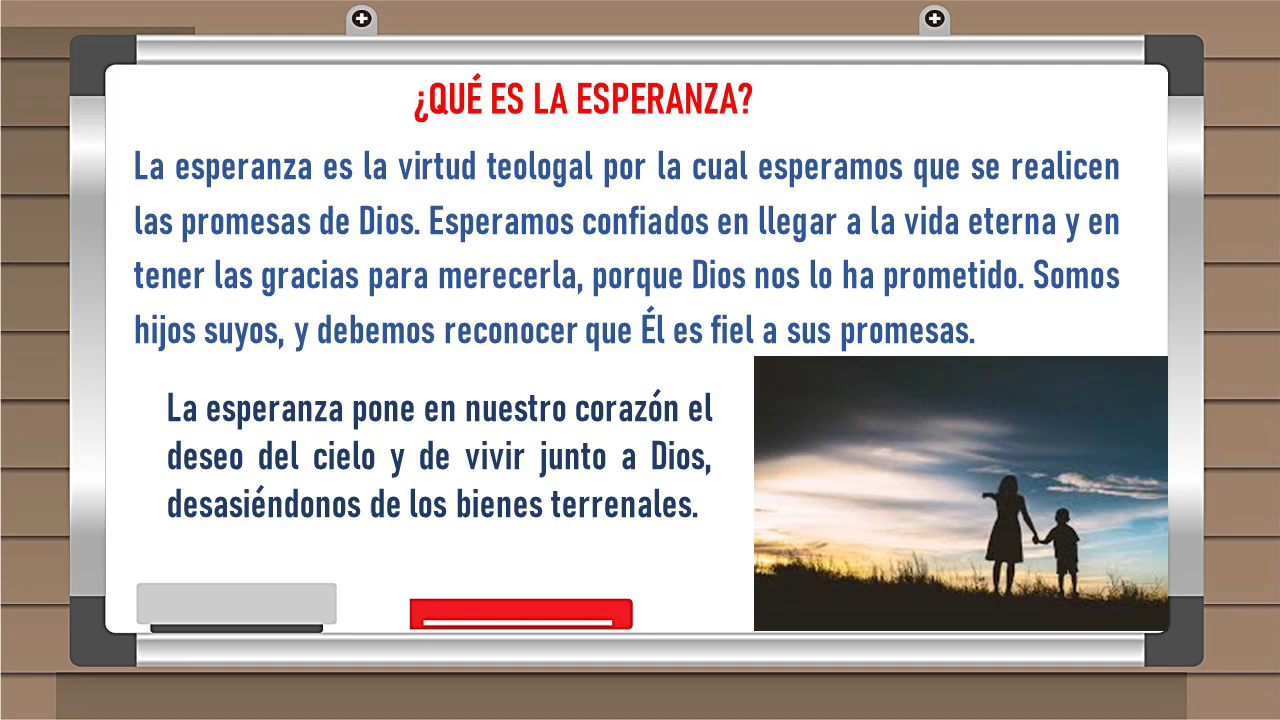 ¿QUÉ ES LA ESPERANZA?
La esperanza es la virtud teologal por la cual esperamos que se realicen
las promesas de Dios. Esperamos confiados en llegar a la vida eterna y en
tener las gracias para merecerla, porque Dios nos lo ha prometido. Somos
hijos suyos, y debemos reconocer que Él es fiel a sus promesas.
La esperanza pone en nuestro corazón el
deseo del cielo y de vivir junto a Dios,
desasiéndonos de los bienes terrenales.